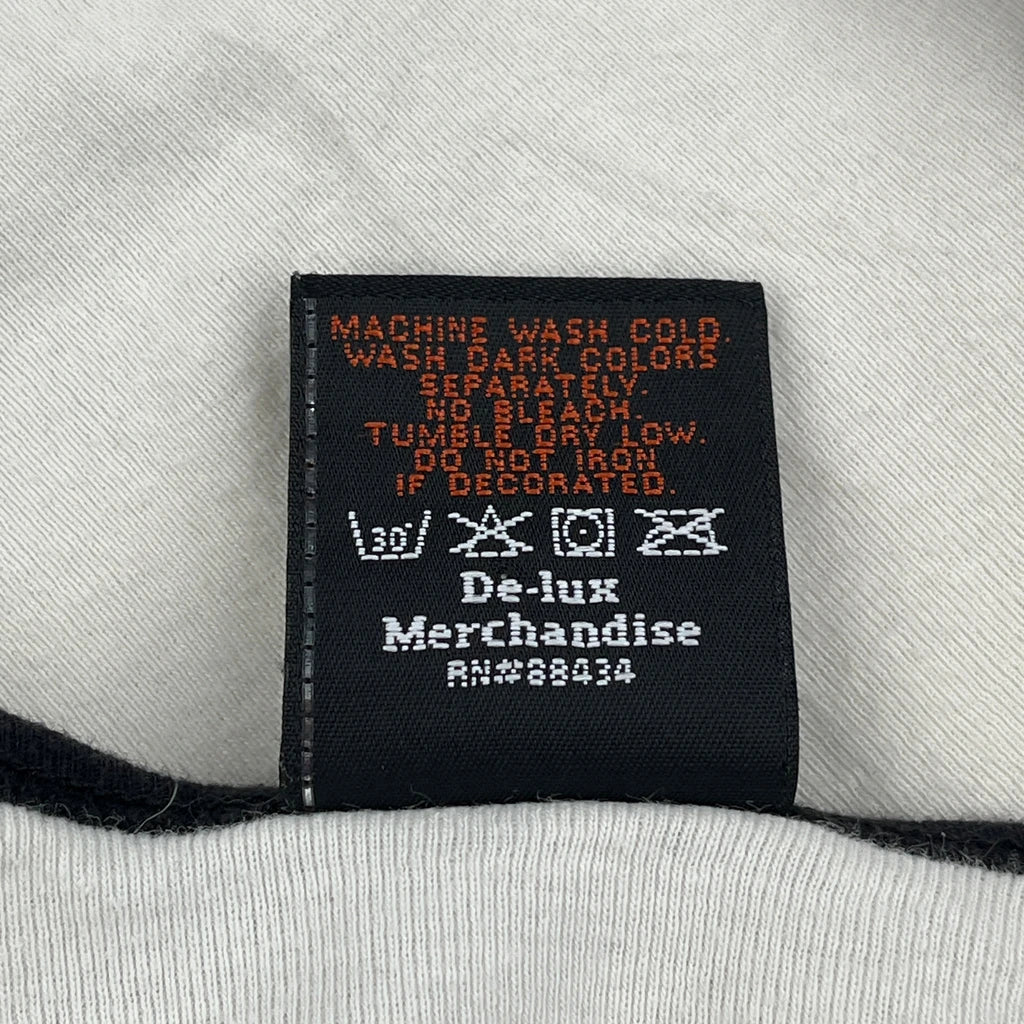 MACHINE WASH COLD.
WASH DARK COLORS
SEPARATELY.
NO BLEACH.
TUMBLE DRY LOW.
DO NOT IRON
IF DECORATED.
30°
De-lux
Merchandise
RN#88434